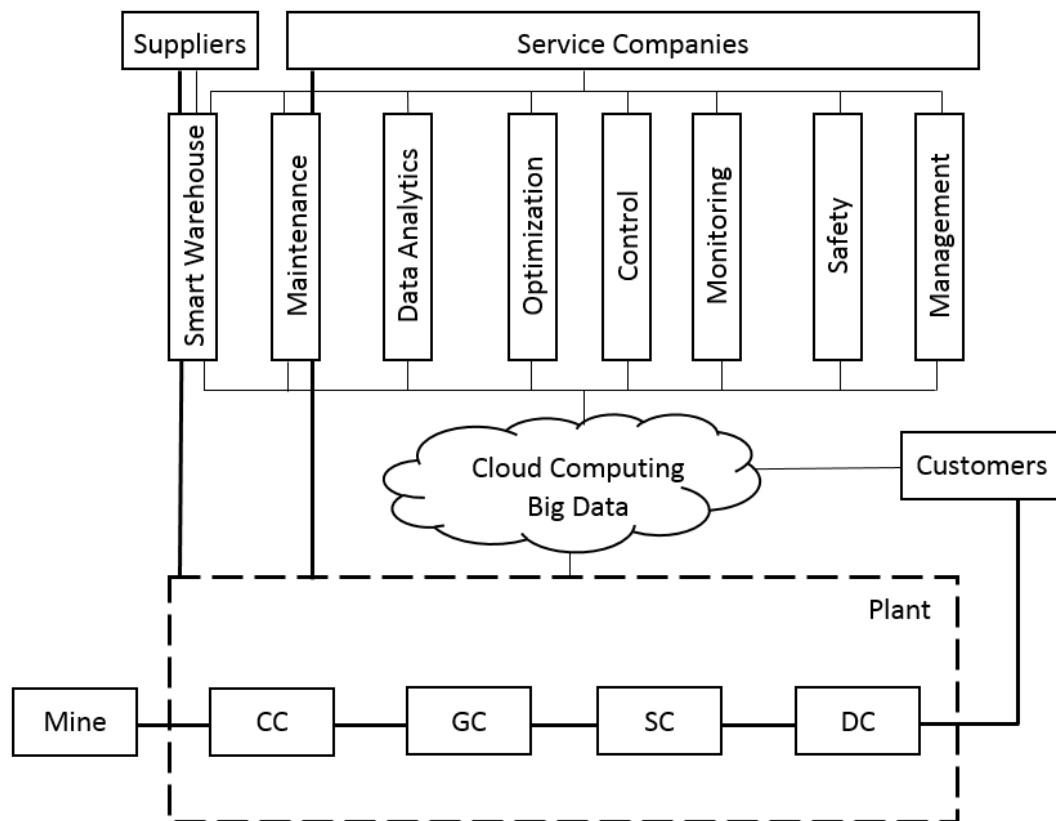 Suppliers
Service Companies
Smart Warehouse
Maintenance
Data Analytics
Optimization
Control
Monitoring
Safety
Management
Cloud Computing
Big Data
Customers
Plant
Mine
CC
GC
SC
DC